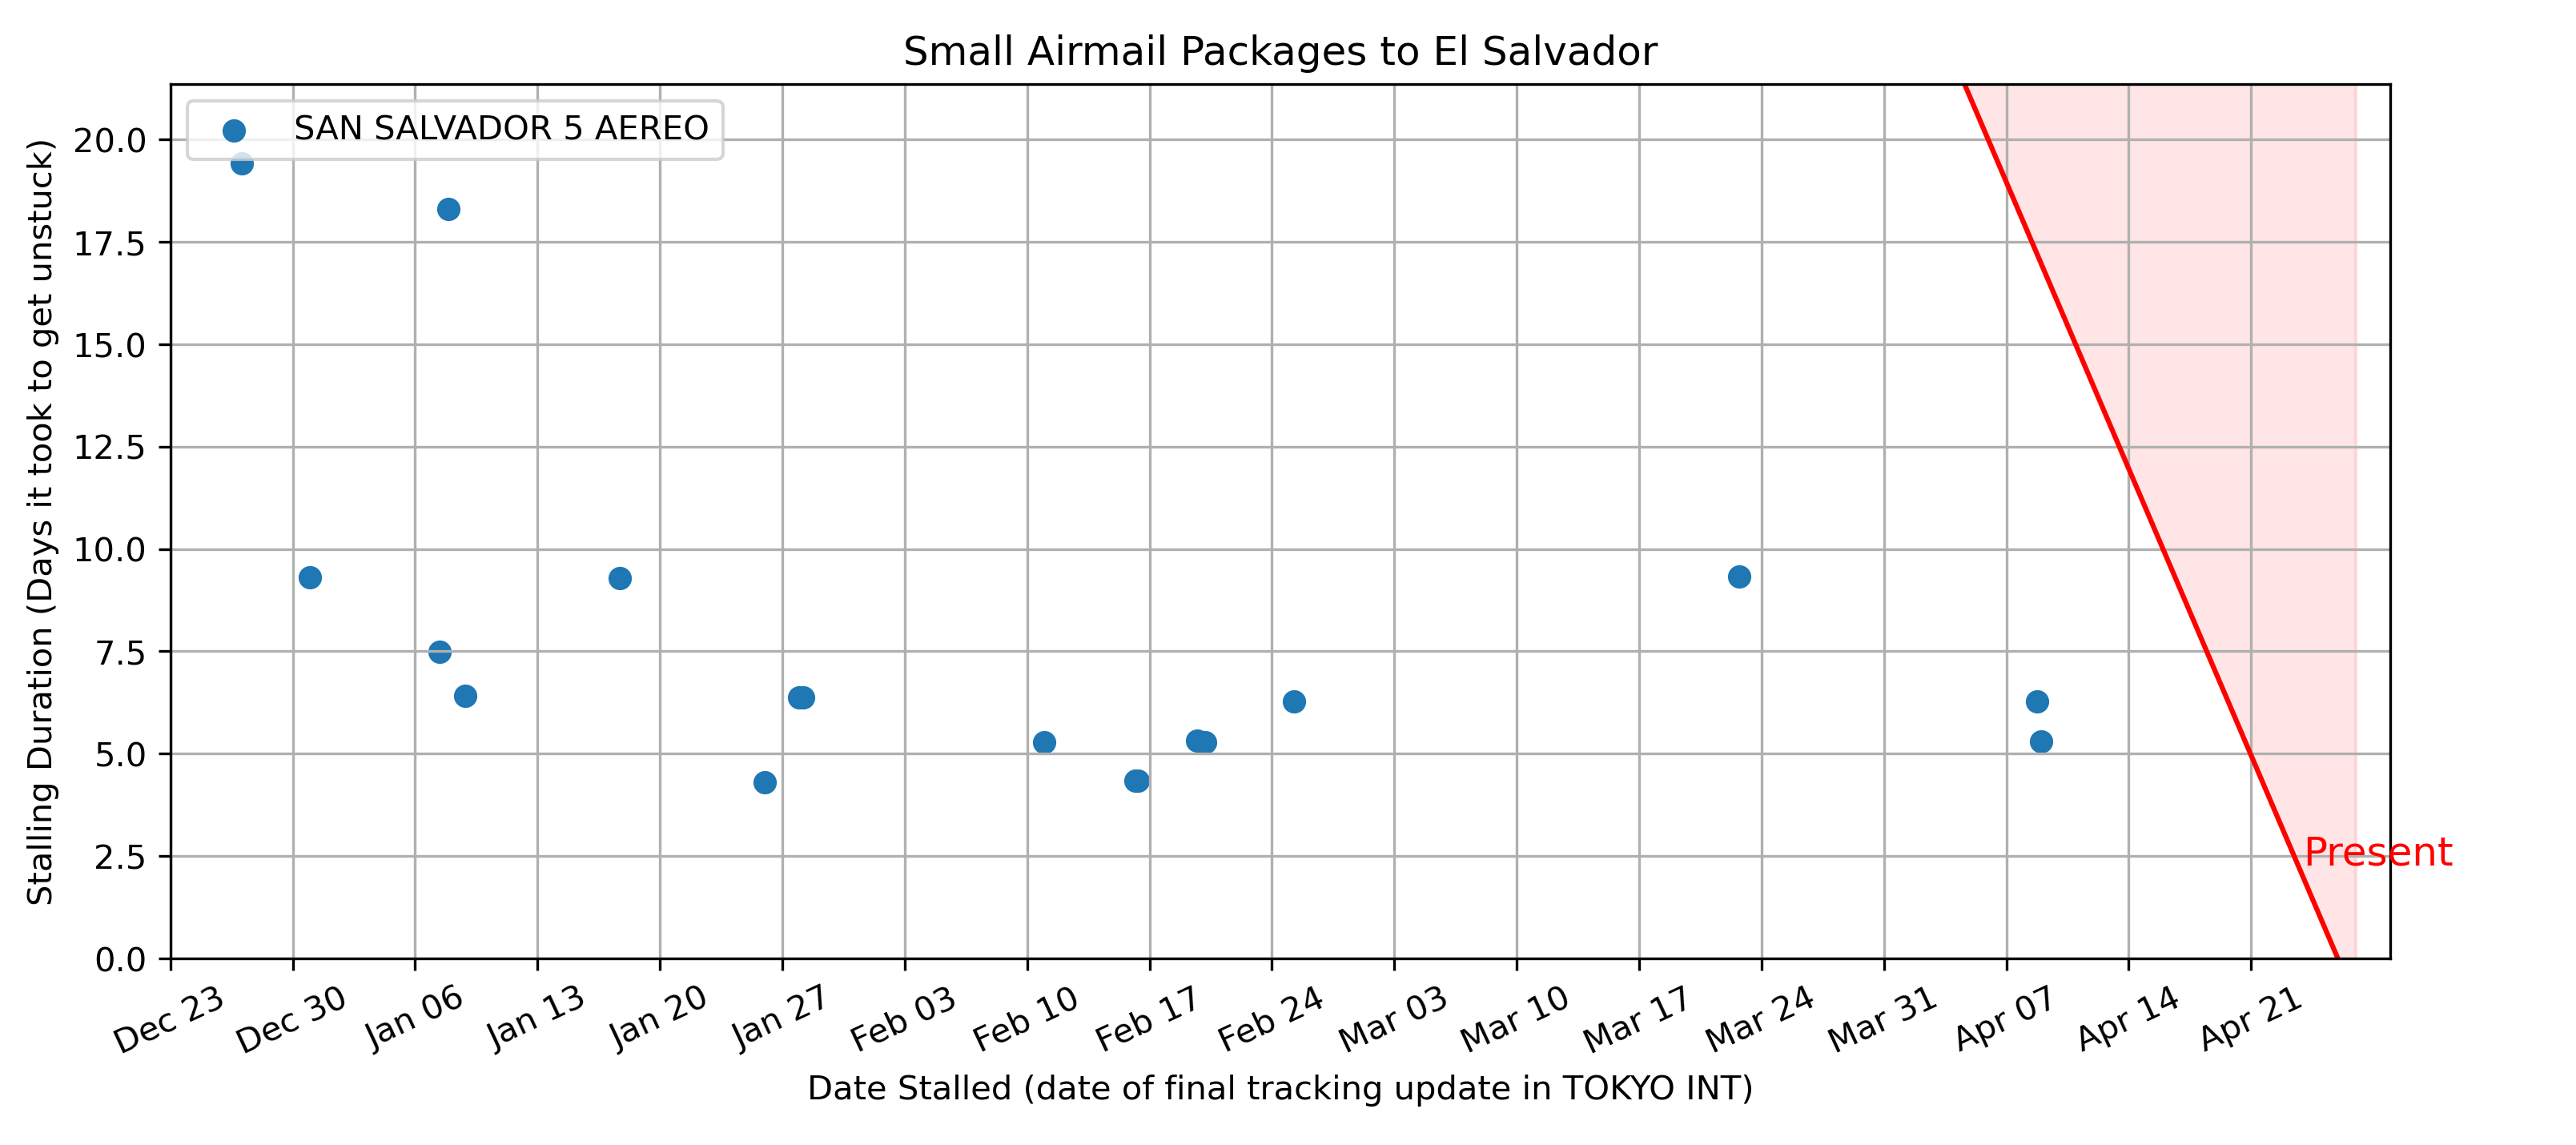 Small Airmail Packages to El Salvador
SAN SALVADOR 5 AEREO
Stalling Duration (Days it took to get unstuck)
20.0
17.5
15.0
12.5
10.0
7.5
5.0
2.5
0.0
Present
Dec 23 Dec 30 Jan 06 Jan 13 Jan 20 Jan 27 Feb 03 Feb 10 Feb 17 Feb 24 Mar 03 Mar 10 Mar 17 Mar 24 Mar 31 Apr 07 Apr 14 Apr 21
Date Stalled (date of final tracking update in TOKYO INT)